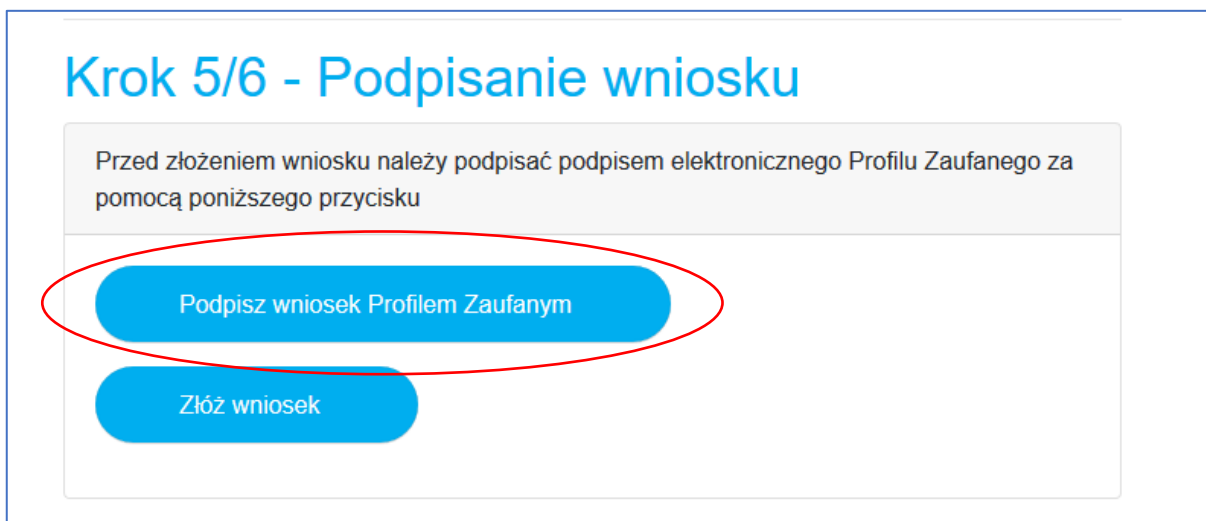 Krok 5/6 - Podpisanie wniosku
Przed złożeniem wniosku należy podpisać podpisem elektronicznego Profilu Zaufanego za
pomocą poniższego przycisku
Podpisz wniosek Profilem Zaufanym
Złóż wniosek